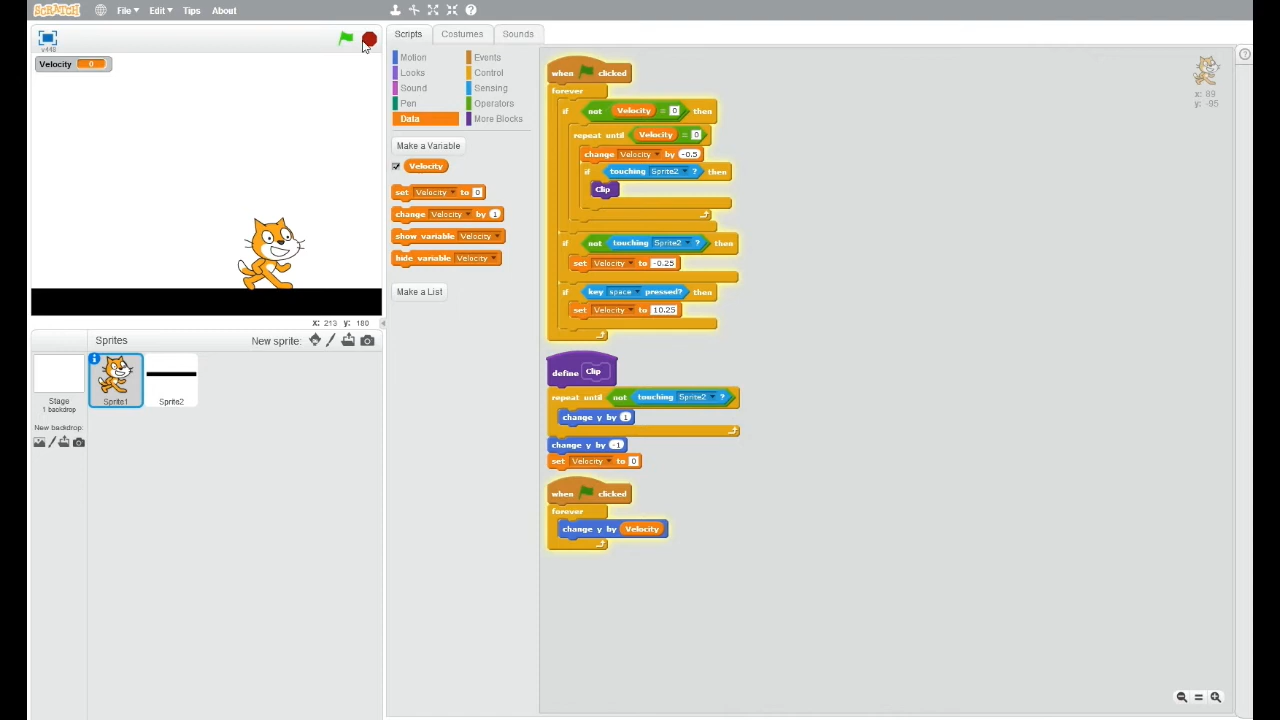 SCRATCH File Edit Tips About
v448
Velocity 0
x: 213 y: 180
Sprites New sprite:
Stage
1 backdrop
New backdrop:
Sprite1
Sprite2
Scripts Costumes Sounds
Motion Events
Looks Control
Sound Sensing
Pen Operators
Data More Blocks
Make a Variable
Velocity
set Velocity to 0
change Velocity by 1
show variable Velocity
hide variable Velocity
Make a List
when clicked
forever
if not Velocity = 0 then
repeat until Velocity = 0
change Velocity by -0.5
if touching Sprite2 ? then
Clip
if not touching Sprite2 ? then
set Velocity to -0.25
if key space pressed? then
set Velocity to 10.25
define Clip
repeat until not touching Sprite2 ?
change y by 1
change y by -1
set Velocity to 0
when clicked
forever
change y by Velocity
x: 89
y: -95